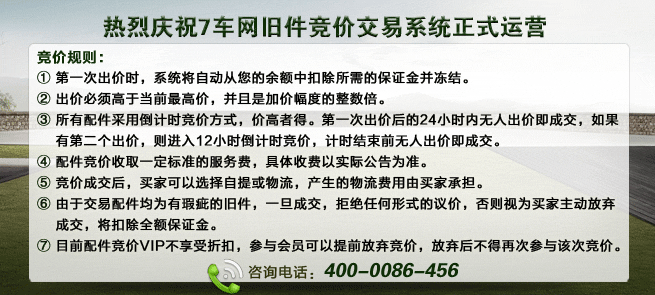 热烈庆祝7车网旧件竞价交易系统正式运营
竞价规则：
① 第一次出价时，系统将自动从您的余额中扣除所需的保证金并冻结。
② 出价必须高于当前最高价，并且是加价幅度的整数倍。
③ 所有配件采用倒计时竞价方式，价高者得。第一次出价后的24小时内无人出价即成交，如果
有第二个出价，则进入12小时倒计时竞价，计时结束前无人出价即成交。
④ 配件竞价收取一定标准的服务费，具体收费以实际公告为准。
⑤ 竞价成交后，买家可以选择自提或物流，产生的物流费用由买家承担。
⑥ 由于交易配件均为有瑕疵的旧件，一旦成交，拒绝任何形式的议价，否则视为买家主动放弃
成交，将扣除全额保证金。
⑦ 目前配件竞价VIP不享受折扣，参与会员可以提前放弃竞价，放弃后不得再次参与该次竞价。
咨询电话：400-0086-456